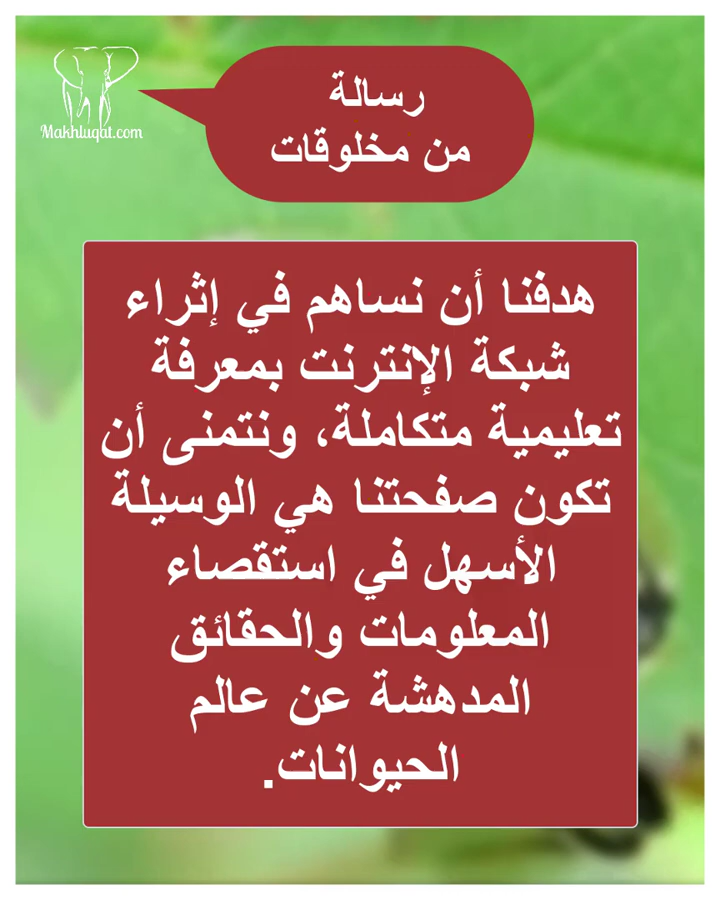 Makhluqat.com
رسالة
من مخلوقات
هدفنا أن نساهم في إثراء
شبكة الإنترنت بمعرفة
تعليمية متكاملة، ونتمنى أن
تكون صفحتنا هي الوسيلة
الأسهل في استقصاء
المعلومات والحقائق
المدهشة عن عالم
الحيوانات.